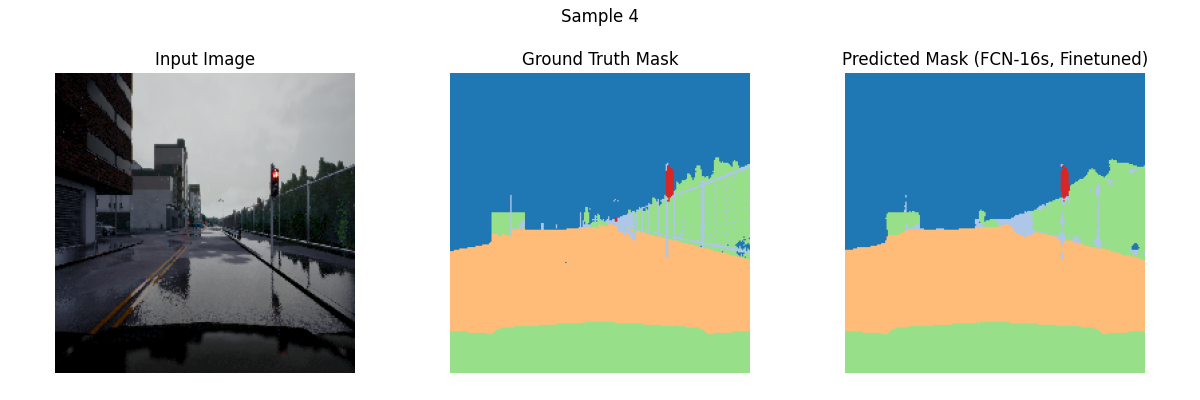 Sample 4
Input Image
Ground Truth Mask
Predicted Mask (FCN-16s, Finetuned)